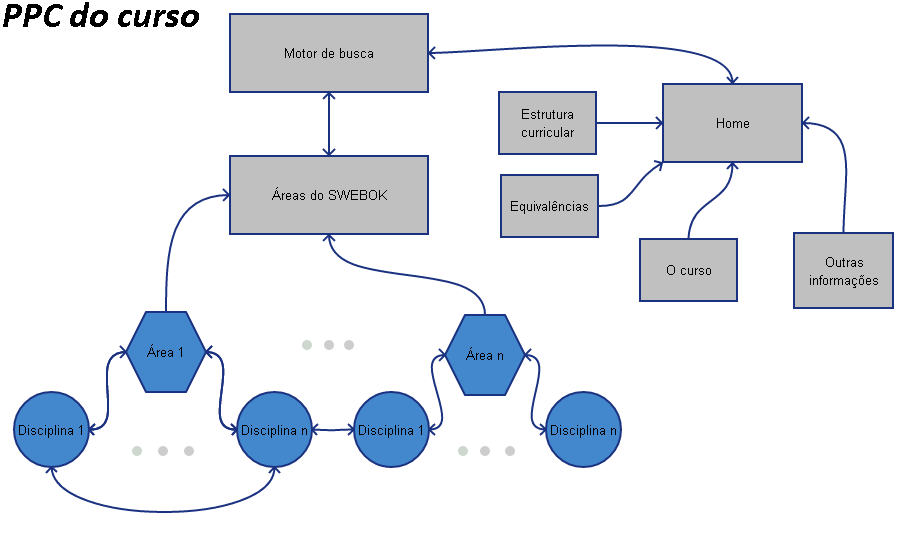 PPC do curso
Motor de busca
Estrutura
curricular
Home
Áreas do SWEBOK
Equivalências
O curso
Outras
informações
Área 1
Área n
Disciplina 1
Disciplina n
Disciplina 1
Disciplina n